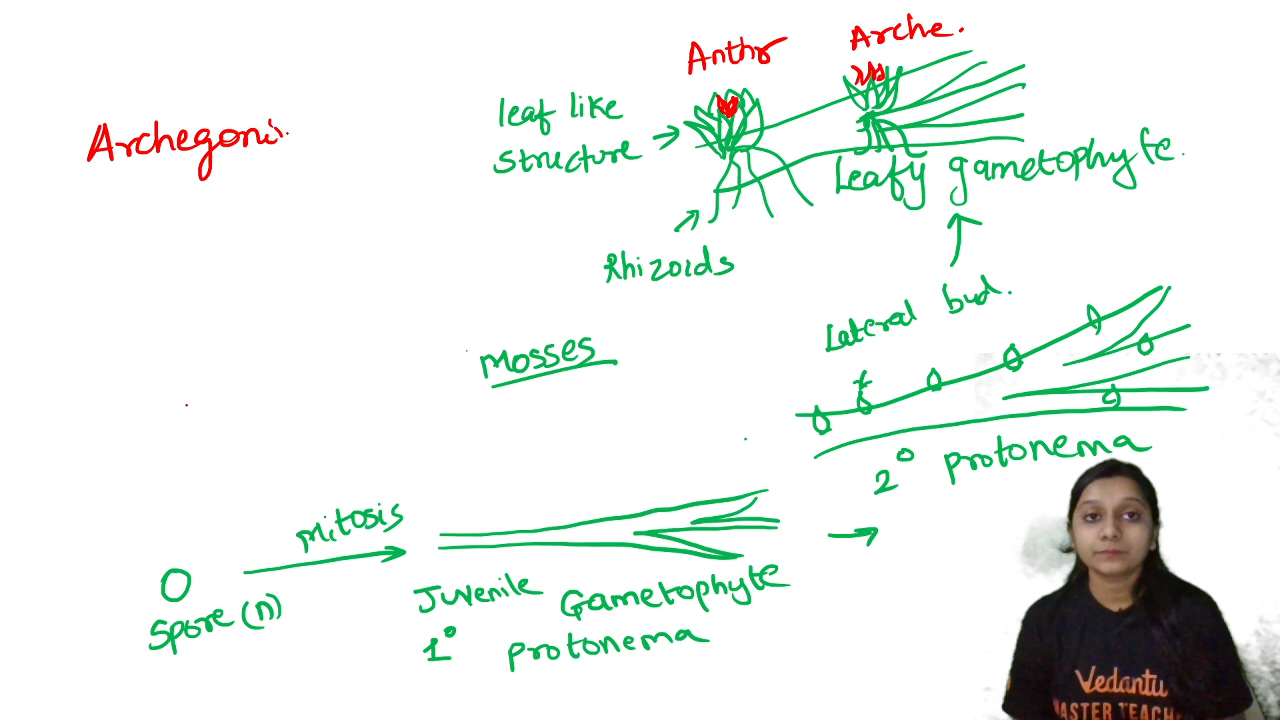 Anthr
Arche.
leaf like
structure
Archegoni
Leafy gametophyte.
Rhizoids
Lateral bud.
Mosses
2° protonema
Mitosis
Spore (n)
Juvenile Gametophyte
1° protonema
Vedantu
MASTER TEACH